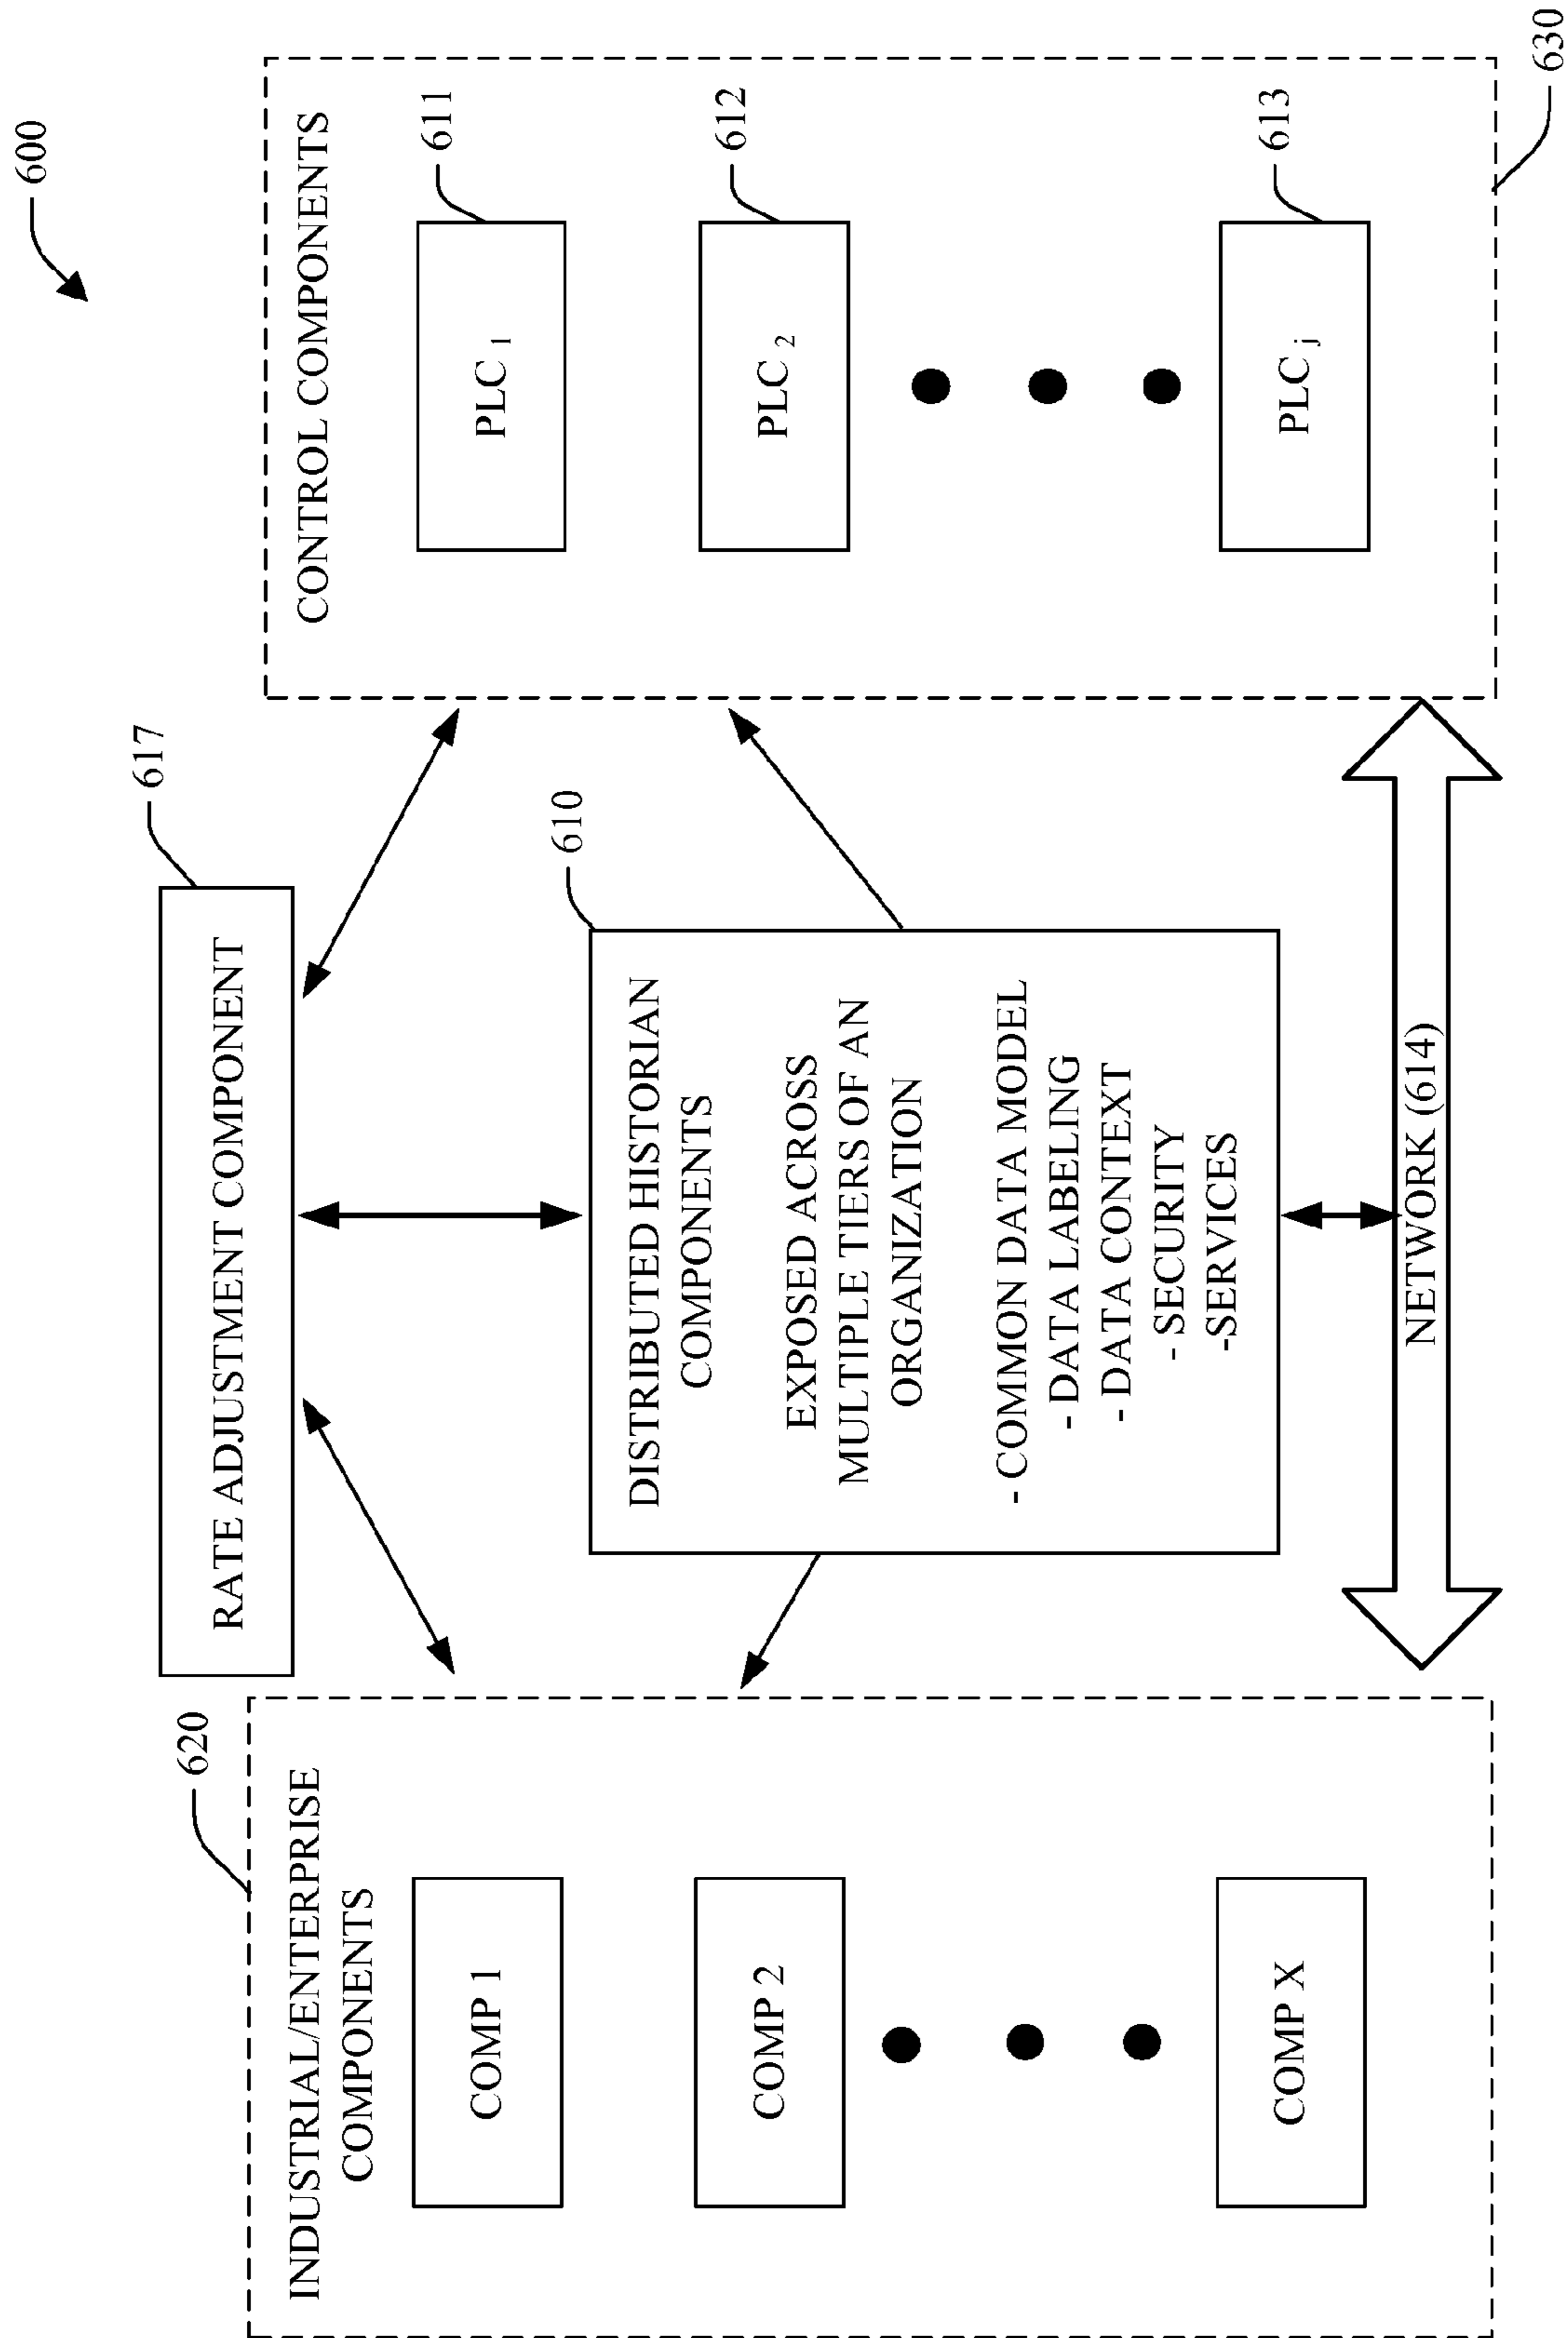 600
617
RATE ADJUSTMENT COMPONENT
620
INDUSTRIAL/ENTERPRISE
COMPONENTS
COMP 1
COMP 2
COMP X
610
DISTRIBUTED HISTORIAN
COMPONENTS
EXPOSED ACROSS
MULTIPLE TIERS OF AN
ORGANIZATION
- COMMON DATA MODEL
- DATA LABELING
- DATA CONTEXT
- SECURITY
-SERVICES
CONTROL COMPONENTS
PLC 1
611
PLC 2
612
PLC j
613
630
NETWORK (614)